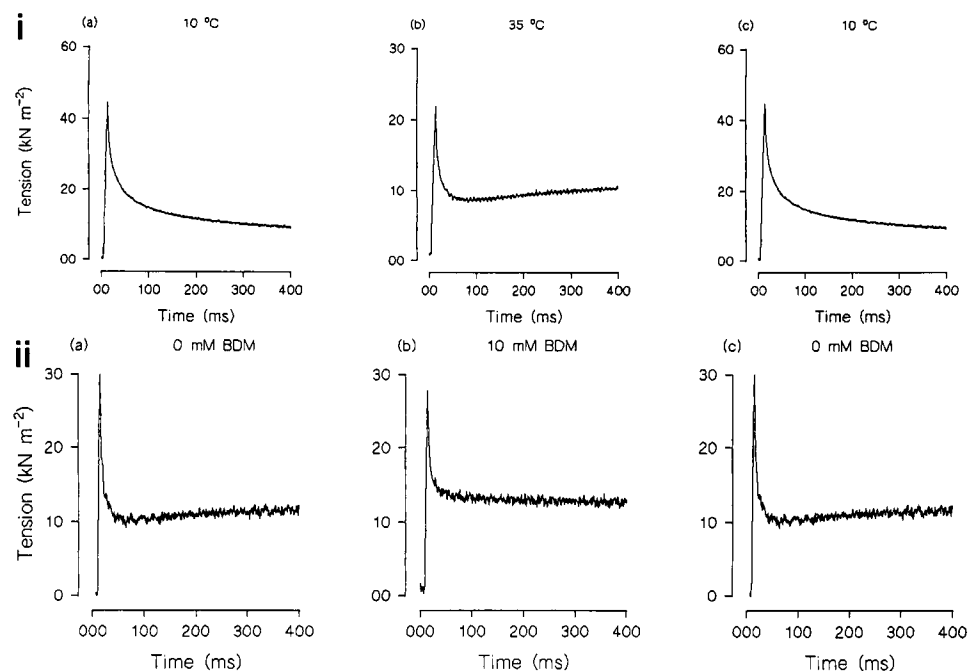 i
(a) 10 °C
60
40
20
00
Tension (kN m⁻²)
00 100 200 300 400
Time (ms)
(b) 35 °C
30
20
10
00
00 100 200 300 400
Time (ms)
(c) 10 °C
60
40
20
00
00 100 200 300 400
Time (ms)
ii
(a) 0 mM BDM
30
20
10
0
Tension (kN m⁻²)
000 100 200 300 400
Time (ms)
(b) 10 mM BDM
30
20
10
00
000 100 200 300 400
Time (ms)
(c) 0 mM BDM
30
20
10
0
000 100 200 300 400
Time (ms)